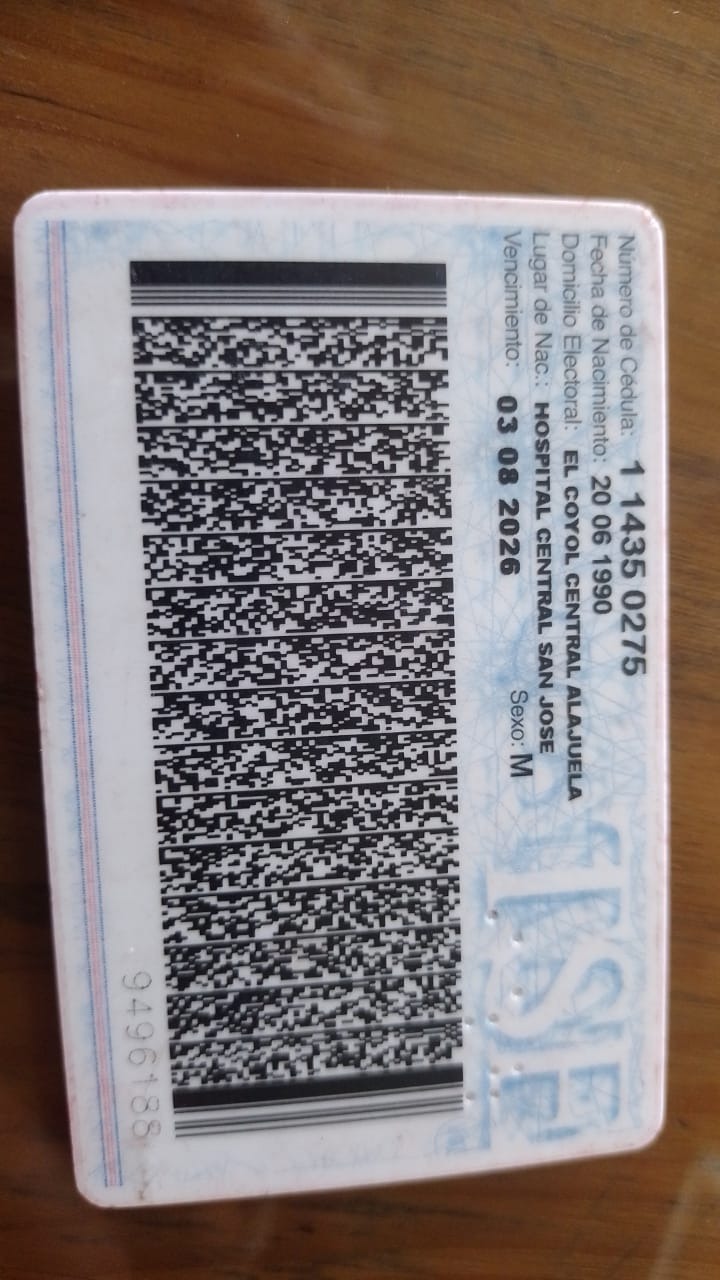 Número de Cédula: 1 1435 0275
Fecha de Nacimiento: 20 06 1990
Domicilio Electoral: EL COYOL CENTRAL ALAJUELA
Lugar de Nac.: HOSPITAL CENTRAL SAN JOSE
Vencimiento: 03 08 2026 Sexo: M
TSE
9496188